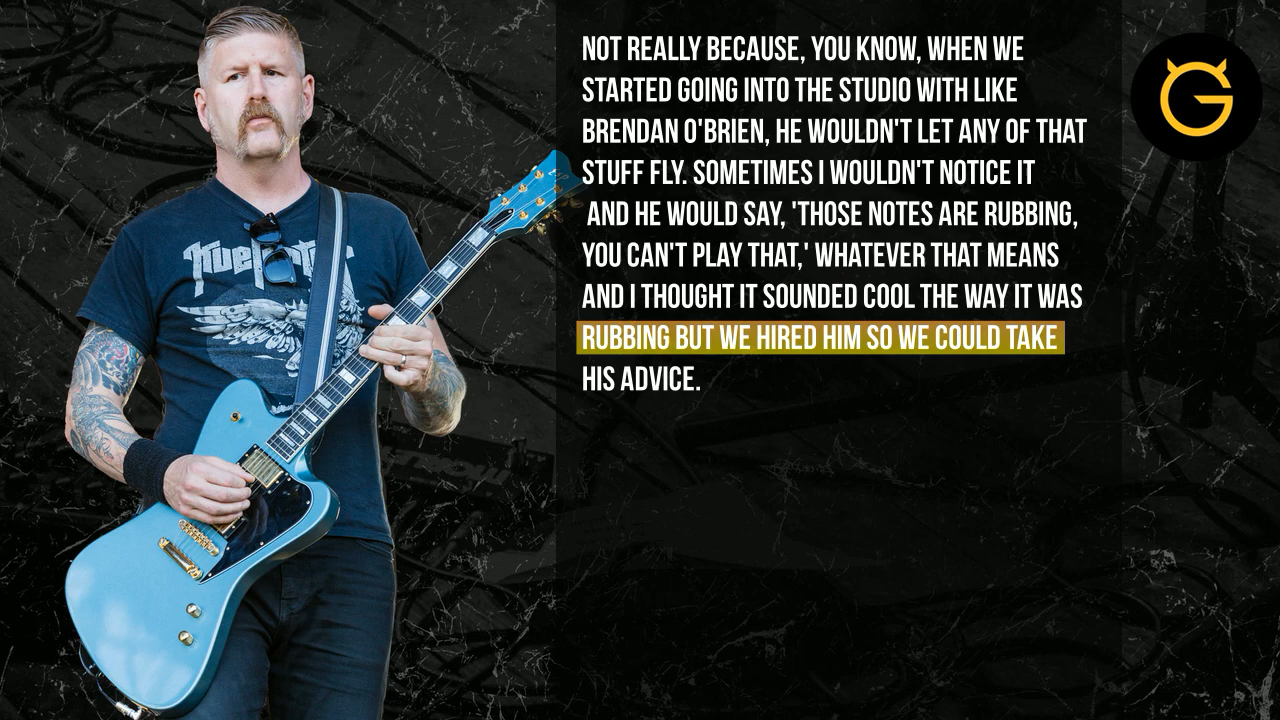 NOT REALLY BECAUSE, YOU KNOW, WHEN WE
STARTED GOING INTO THE STUDIO WITH LIKE
BRENDAN O'BRIEN, HE WOULDN'T LET ANY OF THAT
STUFF FLY. SOMETIMES I WOULDN'T NOTICE IT
AND HE WOULD SAY, 'THOSE NOTES ARE RUBBING,
YOU CAN'T PLAY THAT,' WHATEVER THAT MEANS
AND I THOUGHT IT SOUNDED COOL THE WAY IT WAS
RUBBING BUT WE HIRED HIM SO WE COULD TAKE
HIS ADVICE.
G